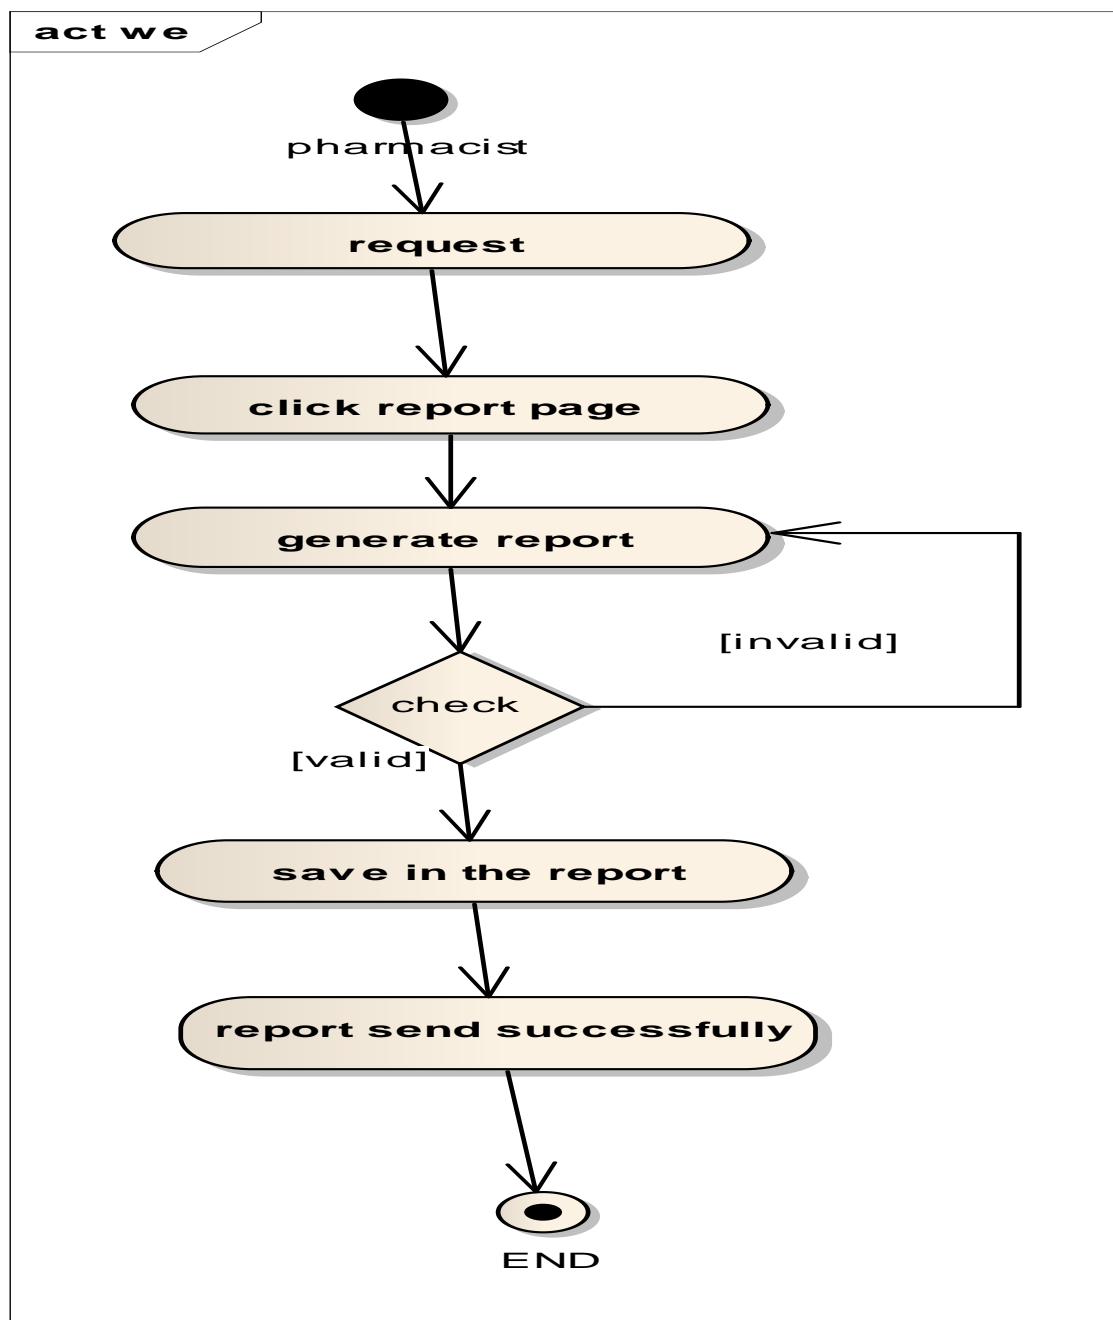 act we
pharmacist
request
click report page
generate report
[invalid]
check
[valid]
save in the report
report send successfully
END